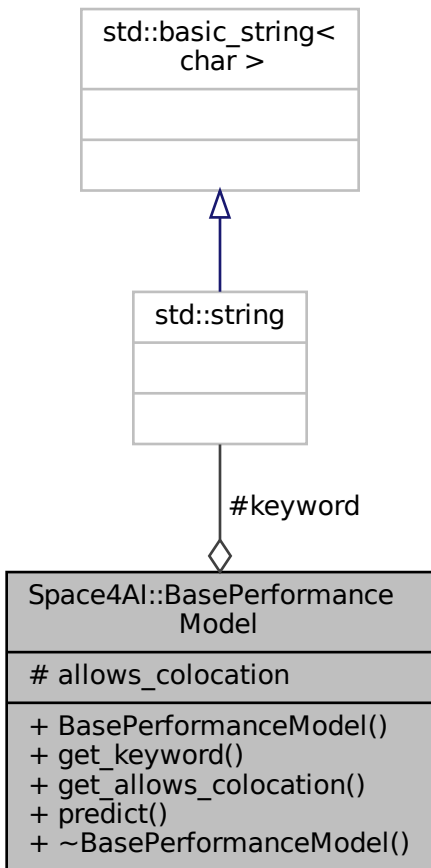 std::basic_string<
char >
std::string
#keyword
Space4AI::BasePerformance
Model
# allows_colocation
+ BasePerformanceModel()
+ get_keyword()
+ get_allows_colocation()
+ predict()
+ ~BasePerformanceModel()